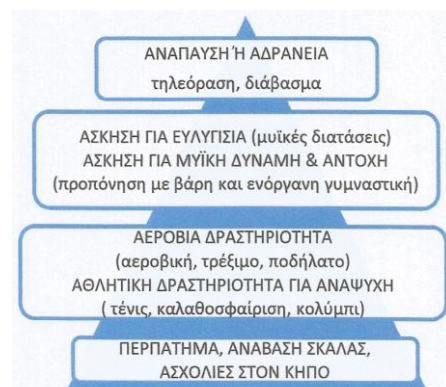 ΑΝΑΠΑΥΣΗ Ή ΑΔΡΑΝΕΙΑ
τηλεόραση, διάβασμα
ΑΣΚΗΣΗ ΓΙΑ ΕΥΛΥΓΙΣΙΑ (μυϊκές διατάσεις)
ΑΣΚΗΣΗ ΓΙΑ ΜΥΪΚΗ ΔΥΝΑΜΗ & ΑΝΤΟΧΗ
(προπόνηση με βάρη και ενόργανη γυμναστική)
ΑΕΡΟΒΙΑ ΔΡΑΣΤΗΡΙΟΤΗΤΑ
(αεροβική, τρέξιμο, ποδήλατο)
ΑΘΛΗΤΙΚΗ ΔΡΑΣΤΗΡΙΟΤΗΤΑ ΓΙΑ ΑΝΑΨΥΧΗ
( τένις, καλαθοσφαίριση, κολύμπι)
ΠΕΡΠΑΤΗΜΑ, ΑΝΑΒΑΣΗ ΣΚΑΛΑΣ,
ΑΣΧΟΛΙΕΣ ΣΤΟΝ ΚΗΠΟ